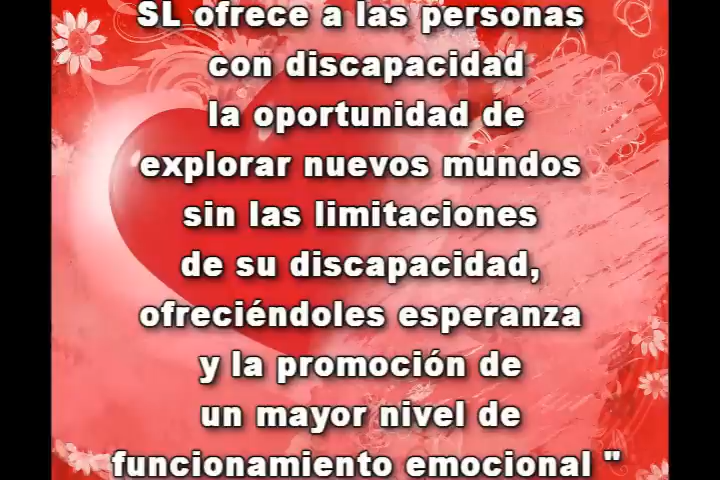 SL ofrece a las personas
con discapacidad
la oportunidad de
explorar nuevos mundos
sin las limitaciones
de su discapacidad,
ofreciéndoles esperanza
y la promoción de
un mayor nivel de
funcionamiento emocional "